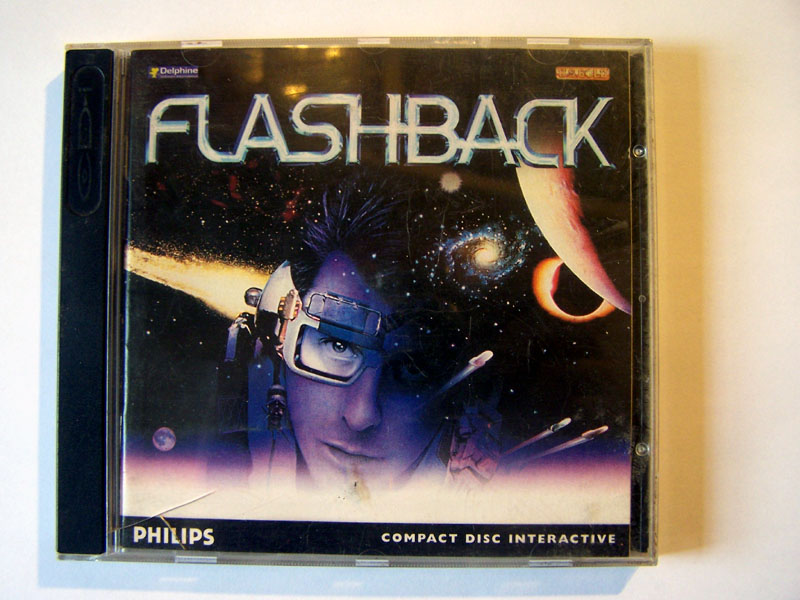 Delphine
FLASHBACK
PHILIPS
COMPACT DISC INTERACTIVE